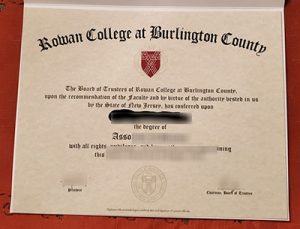 Rowan College at Burlington County
The Board of Trustees of Rowan College at Burlington County,
upon the recommendation of the Faculty and by virtue of the authority vested in us
by the State of New Jersey, has conferred upon
the degree of
Asso
with all rights,
this
Chairman, Board of Trustees